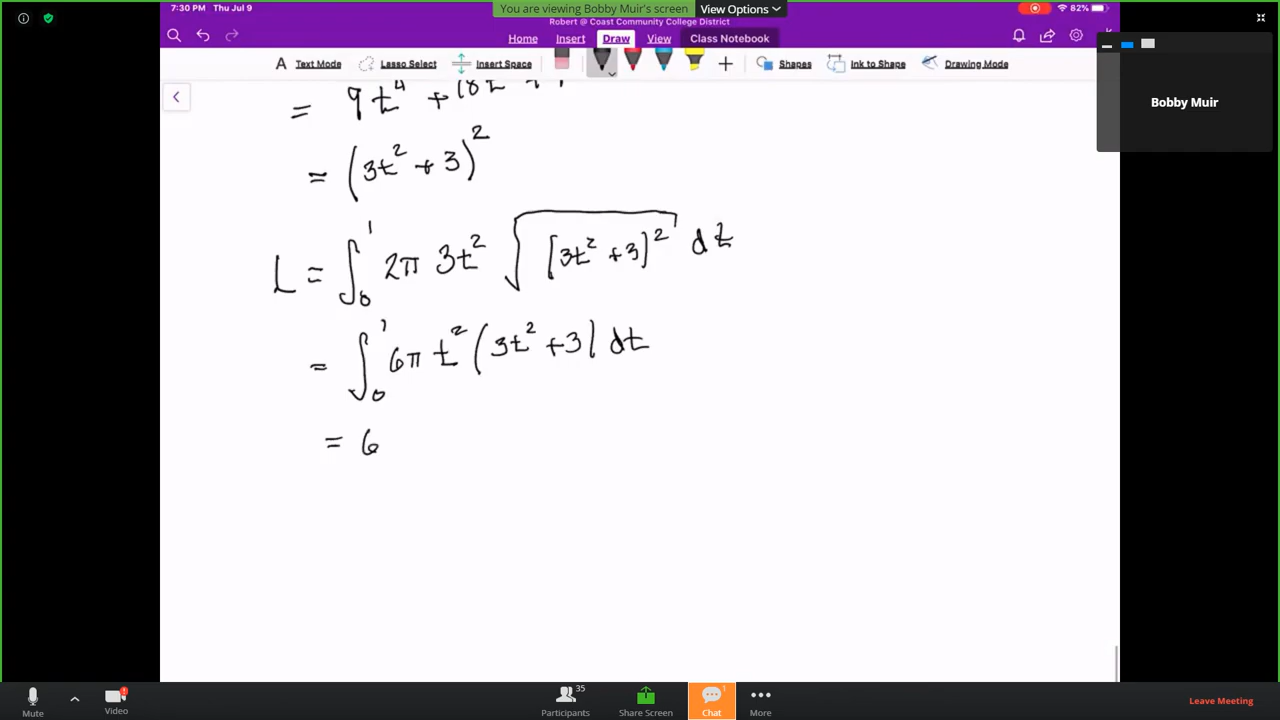 7:30 PM Thu Jul 9
You are viewing Bobby Muir's screen View Options
82%
Robert @ Coast Community College District
Home Insert Draw View Class Notebook
Text Mode Lasso Select Insert Space Shapes Ink to Shape Drawing Mode
Bobby Muir
= 9t⁴ + 18t
= (3t² + 3)²
L = ∫₀¹ 2π 3t² √[3t² + 3]² dt
= ∫₀¹ 6π t² (3t² + 3) dt
= 6
Mute Video Participants 35 Share Screen Chat 1 More Leave Meeting